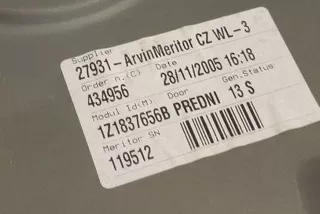 Supplier
27931-ArvinMeritor CZ WL-3
Order n.(C) Date Gen.Status
434956 28/11/2005 16:18
Modul Id(M) Door 13 S
1Z1837656B PREDNI
Meritor SN
119512